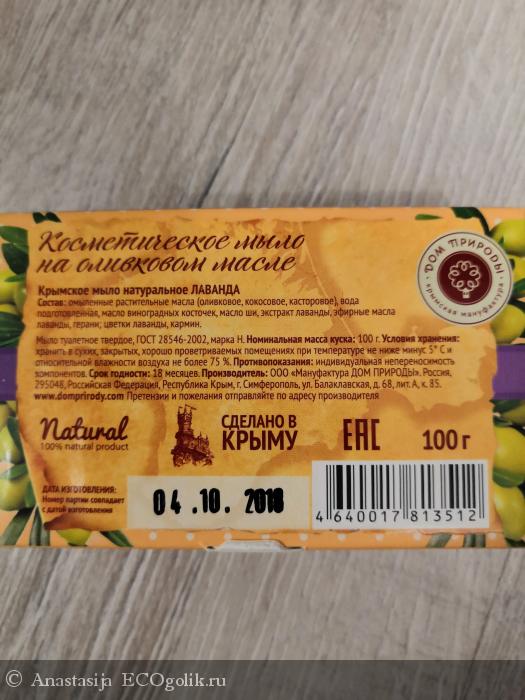 Косметическое мыло
на оливковом масле
ДОМ ПРИРОДЫ
крымская мануфактура
Крымское мыло натуральное ЛАВАНДА
Состав: омыленные растительные масла (оливковое, кокосовое, касторовое), вода
подготовленная, масло виноградных косточек, масло ши, экстракт лаванды, эфирные масла
лаванды, герани; цветки лаванды, кармин.
Мыло туалетное твердое, ГОСТ 28546-2002, марка Н. Номинальная масса куска: 100 г. Условия хранения:
хранить в сухих, закрытых, хорошо проветриваемых помещениях при температуре не ниже минус 5° С и
относительной влажности воздуха не более 75 %. Противопоказания: индивидуальная непереносимость
компонентов. Срок годности: 18 месяцев. Производитель: ООО «Мануфактура ДОМ ПРИРОДЫ». Россия,
295048, Российская Федерация, Республика Крым, г. Симферополь, ул. Балаклавская, д. 68, лит. А, к. 85.
www.domprirody.com Претензии и пожелания отправляйте по адресу производителя
Natural
100% natural product
СДЕЛАНО В
КРЫМУ
EAC
100 г
ДАТА ИЗГОТОВЛЕНИЯ:
Номер партии совпадает
с датой изготовления
04.10.2018
4 640017 813512
© Anastasija ECOgolik.ru